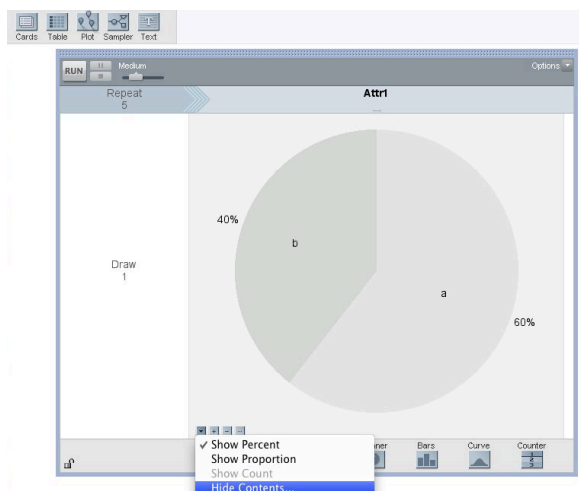 Cards Table Plot Sampler Text
RUN Medium Options
Repeat
5
Attr1
40%
b
Draw
1
a
60%
✓ Show Percent
Show Proportion
Show Count
Hide Contents...
Bars Curve Counter